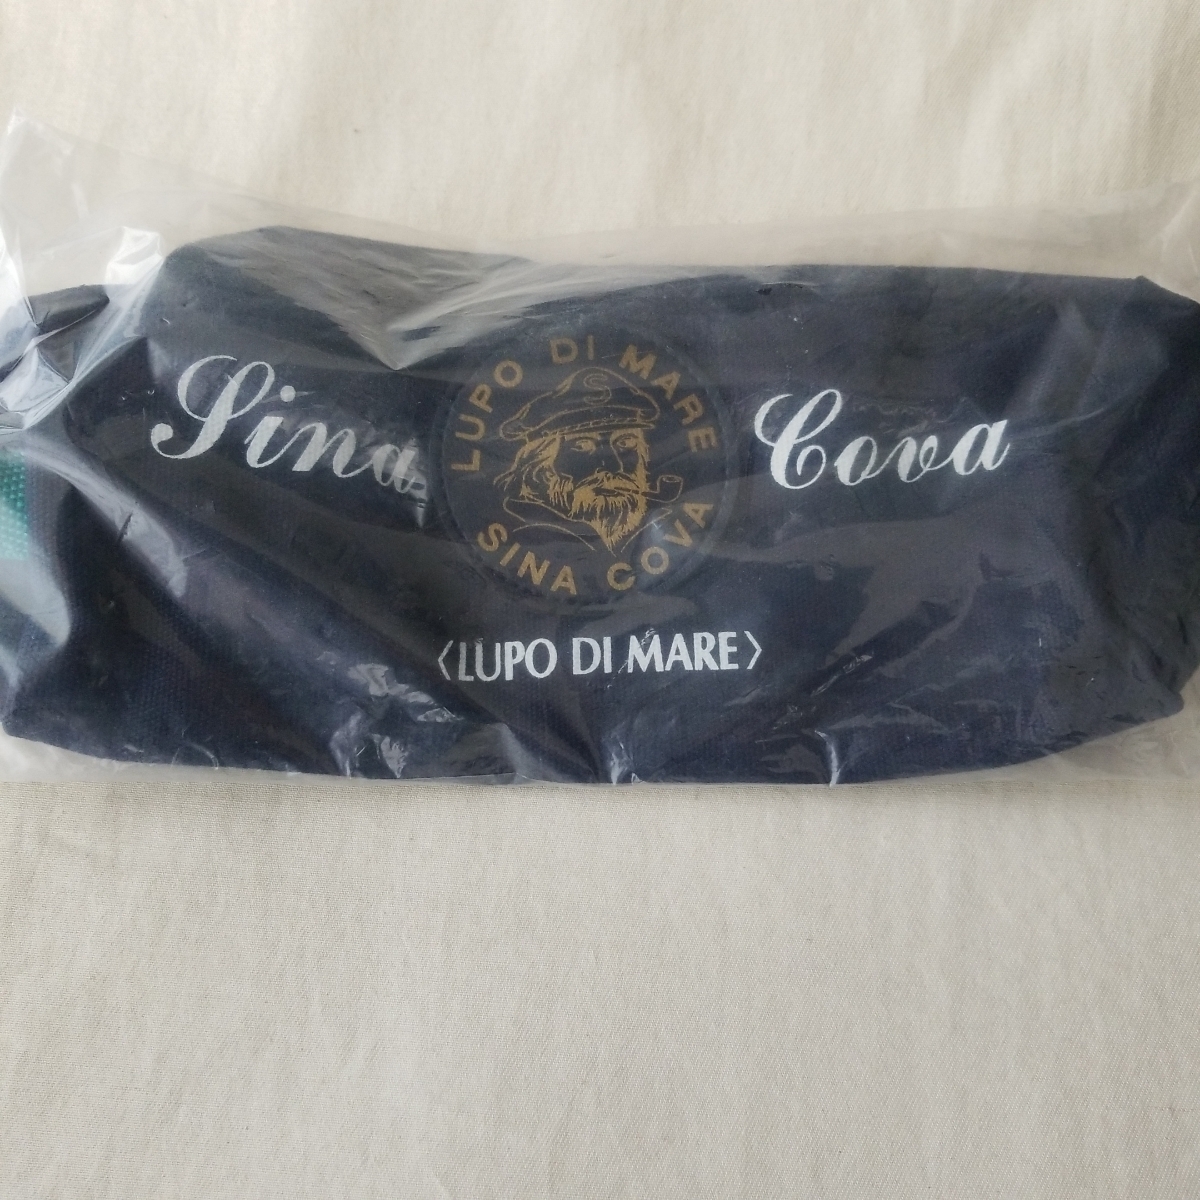 Sina Cova
LUPO DI MARE
S
SINA COVA
〈LUPO DI MARE〉